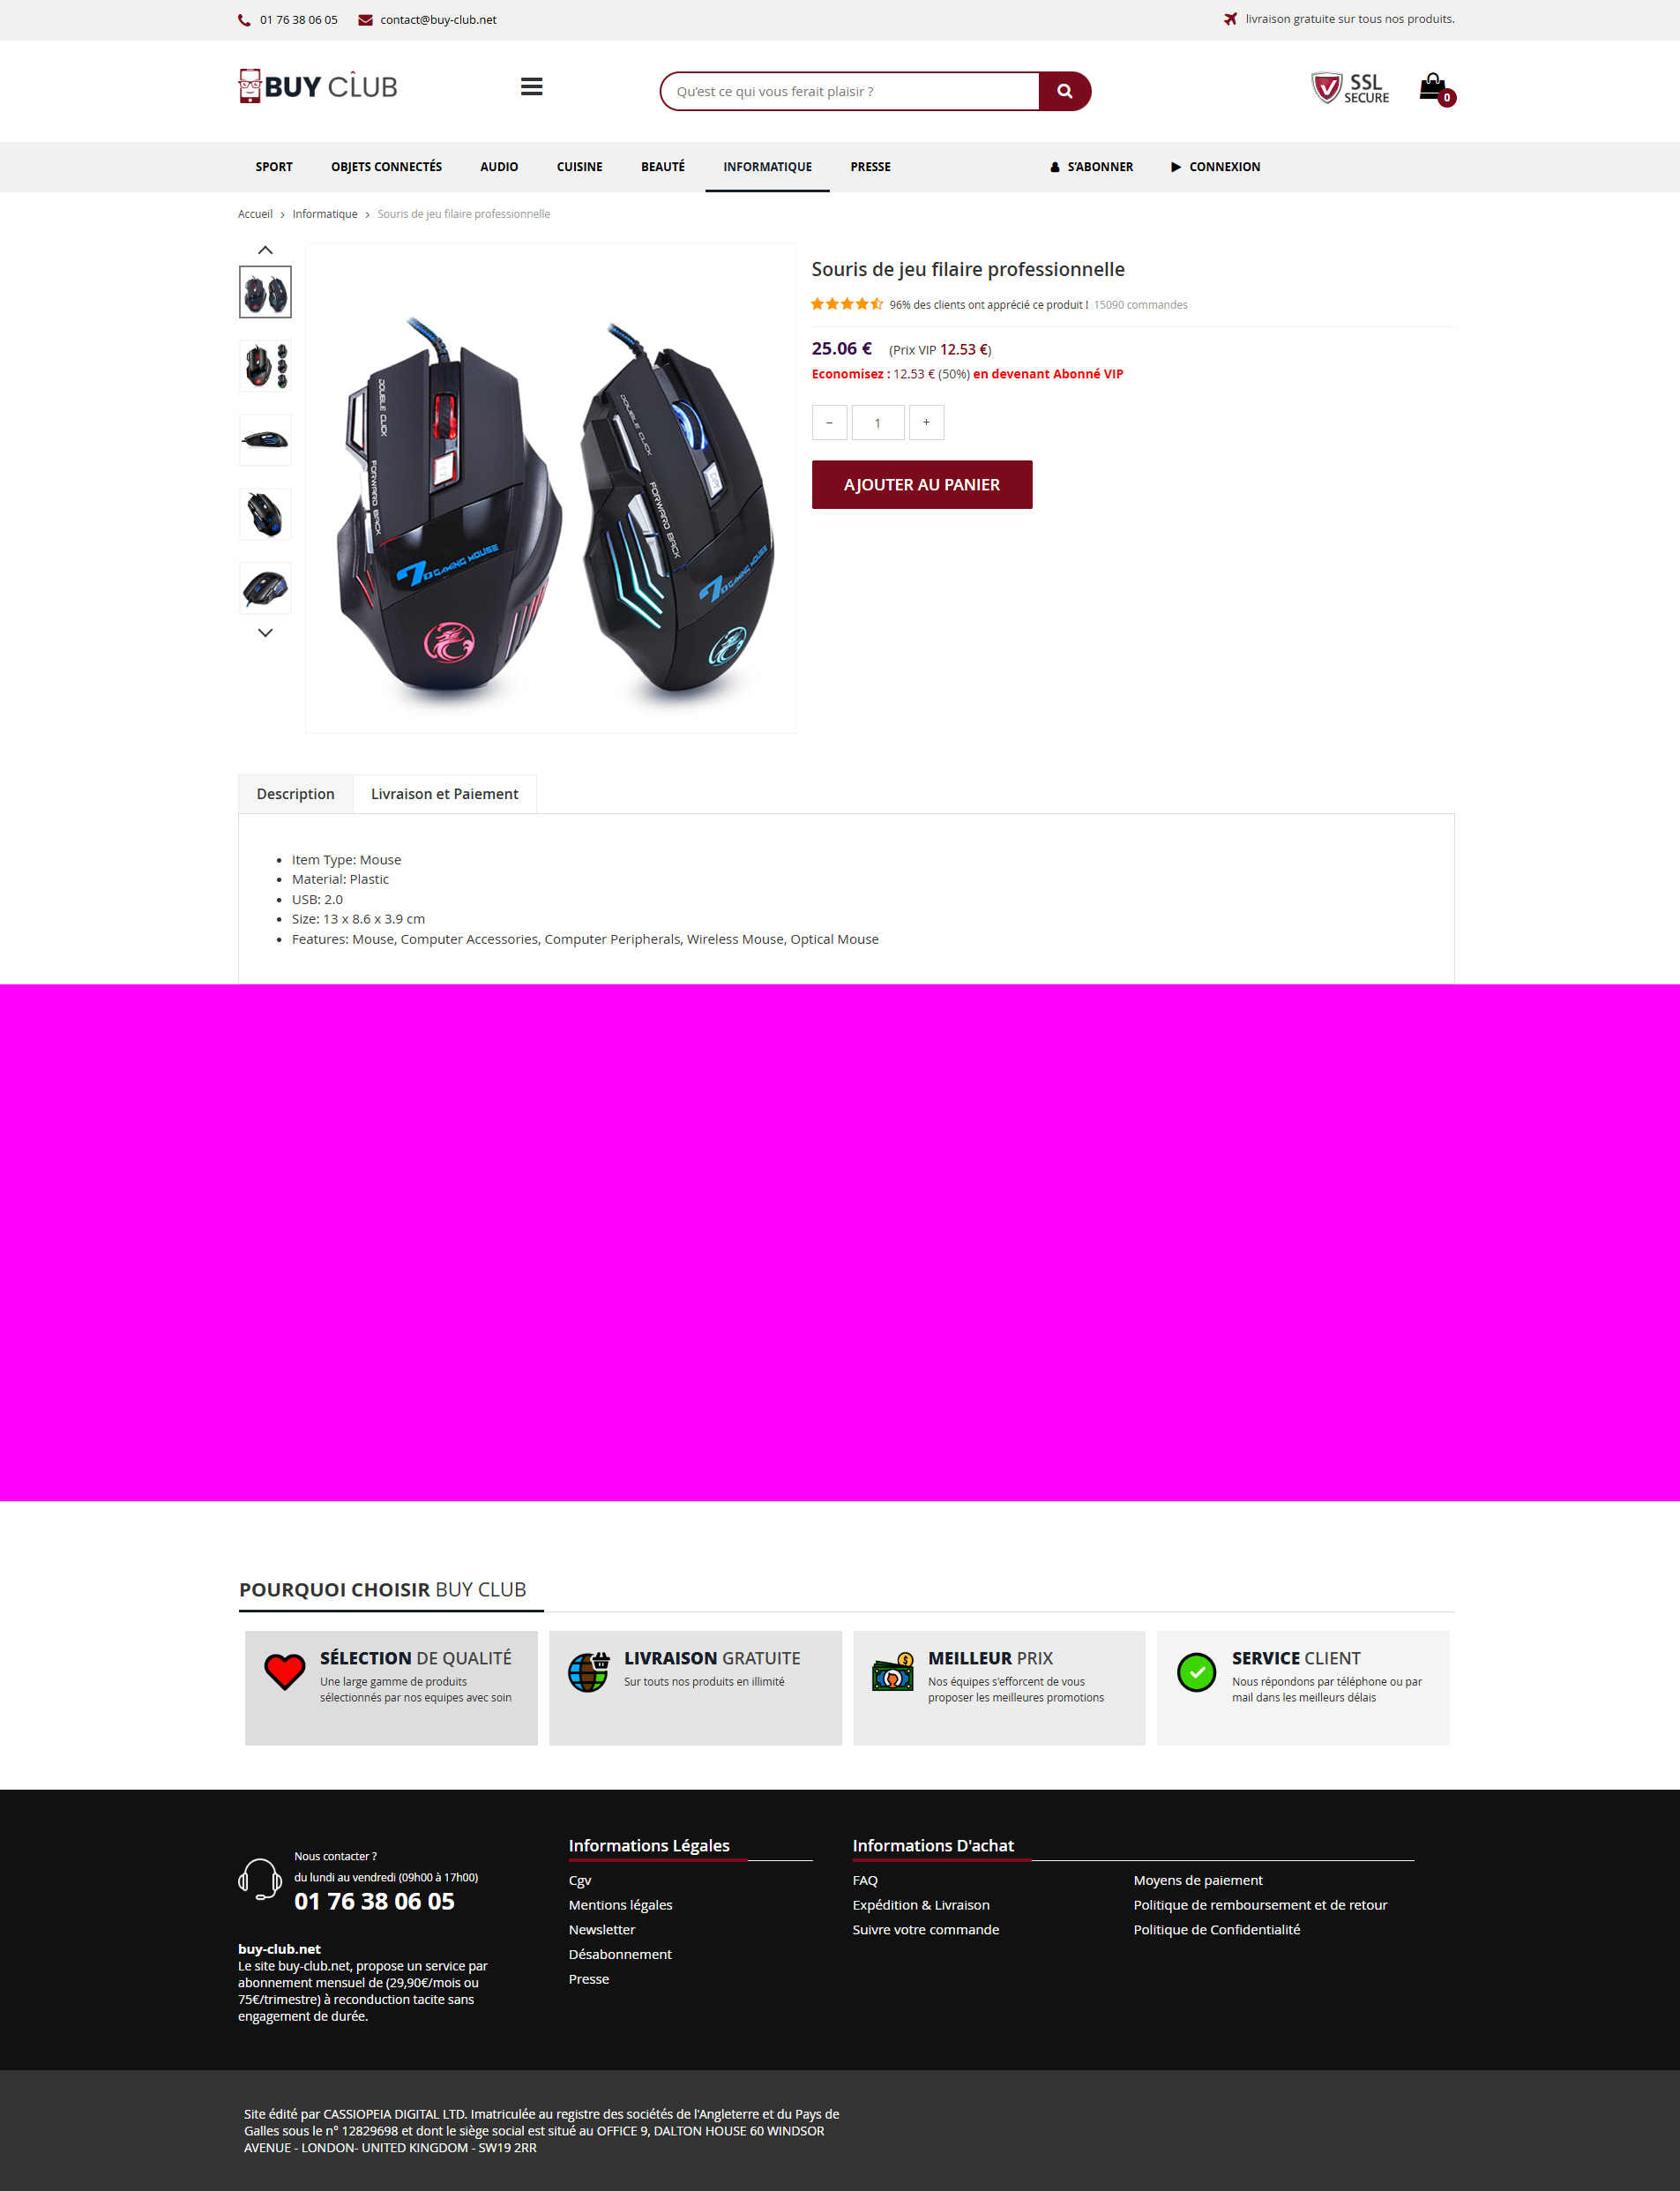 01 76 38 06 05
contact@buy-club.net
livraison gratuite sur tous nos produits.
BUY CLUB
Qu'est ce qui vous ferait plaisir ?
SSL
SECURE
0
SPORT
OBJETS CONNECTÉS
AUDIO
CUISINE
BEAUTÉ
INFORMATIQUE
PRESSE
S'ABONNER
CONNEXION
Accueil > Informatique > Souris de jeu filaire professionnelle
Souris de jeu filaire professionnelle
96% des clients ont apprécié ce produit ! 15090 commandes
25.06 € (Prix VIP 12.53 €)
Economisez : 12.53 € (50%) en devenant Abonné VIP
− 1 +
AJOUTER AU PANIER
DOUBLE CLICK
FORWARD BACK
7D GAMING MOUSE
DOUBLE CLICK
FORWARD BACK
7D GAMING MOUSE
Description
Livraison et Paiement
• Item Type: Mouse
• Material: Plastic
• USB: 2.0
• Size: 13 x 8.6 x 3.9 cm
• Features: Mouse, Computer Accessories, Computer Peripherals, Wireless Mouse, Optical Mouse
POURQUOI CHOISIR BUY CLUB
SÉLECTION DE QUALITÉ
Une large gamme de produits
sélectionnés par nos equipes avec soin
LIVRAISON GRATUITE
Sur touts nos produits en illimité
MEILLEUR PRIX
Nos équipes s'efforcent de vous
proposer les meilleures promotions
SERVICE CLIENT
Nous répondons par téléphone ou par
mail dans les meilleurs délais
Nous contacter ?
du lundi au vendredi (09h00 à 17h00)
01 76 38 06 05
buy-club.net
Le site buy-club.net, propose un service par
abonnement mensuel de (29,90€/mois ou
75€/trimestre) à reconduction tacite sans
engagement de durée.
Informations Légales
Cgv
Mentions légales
Newsletter
Désabonnement
Presse
Informations D'achat
FAQ
Expédition & Livraison
Suivre votre commande
Moyens de paiement
Politique de remboursement et de retour
Politique de Confidentialité
Site édité par CASSIOPEIA DIGITAL LTD. Imatriculée au registre des sociétés de l'Angleterre et du Pays de
Galles sous le n° 12829698 et dont le siège social est situé au OFFICE 9, DALTON HOUSE 60 WINDSOR
AVENUE - LONDON- UNITED KINGDOM - SW19 2RR